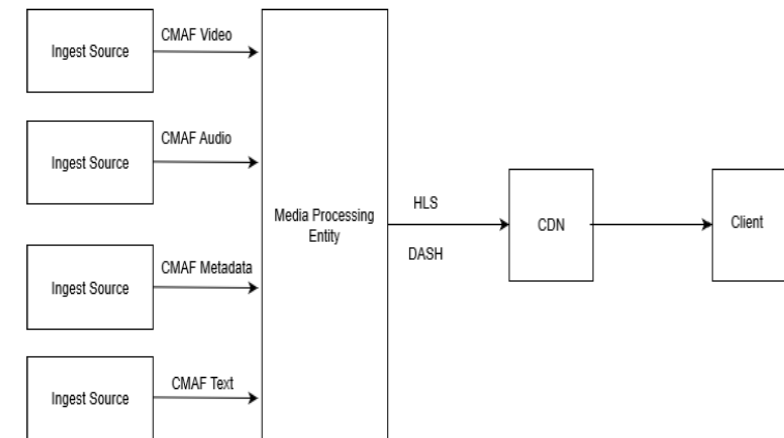 Ingest Source
CMAF Video
Ingest Source
CMAF Audio
Ingest Source
CMAF Metadata
Ingest Source
CMAF Text
Media Processing
Entity
HLS
DASH
CDN
Client